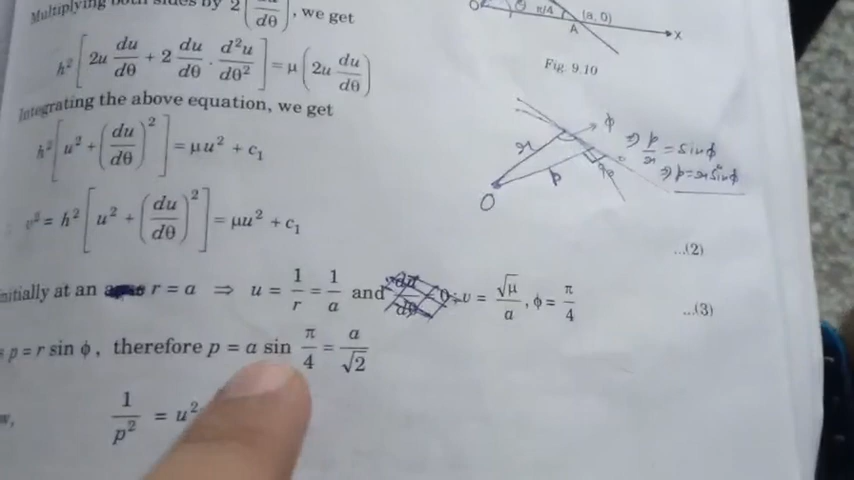 Multiplying both sides by 2(du/dθ), we get
h² [2u du/dθ + 2 du/dθ · d²u/dθ²] = μ (2u du/dθ)
Integrating the above equation, we get
h² [u² + (du/dθ)²] = μu² + c₁
v² = h² [u² + (du/dθ)²] = μu² + c₁
...(2)
initially at an r = a ⇒ u = 1/r = 1/a and v = √μ/a, ϕ = π/4
...(3)
s p = r sin ϕ, therefore p = a sin π/4 = a/√2
w,
1/p² = u²
O π/4 (a, 0)
A X
Fig. 9.10
ϕ
r ⇒ p/r = sinϕ
p 90° ⇒ p = r sinϕ
O